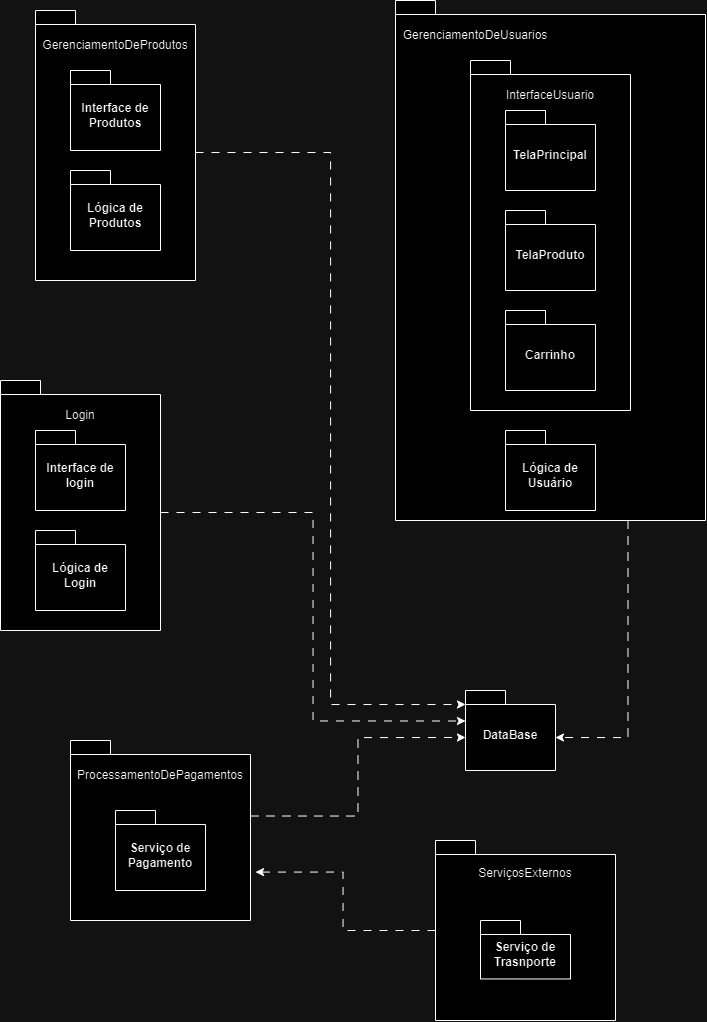 GerenciamentoDeProdutos
Interface de
Produtos
Lógica de
Produtos
GerenciamentoDeUsuarios
InterfaceUsuario
TelaPrincipal
TelaProduto
Carrinho
Lógica de
Usuário
Login
Interface de
login
Lógica de
Login
DataBase
ProcessamentoDePagamentos
Serviço de
Pagamento
ServiçosExternos
Serviço de
Trasnporte